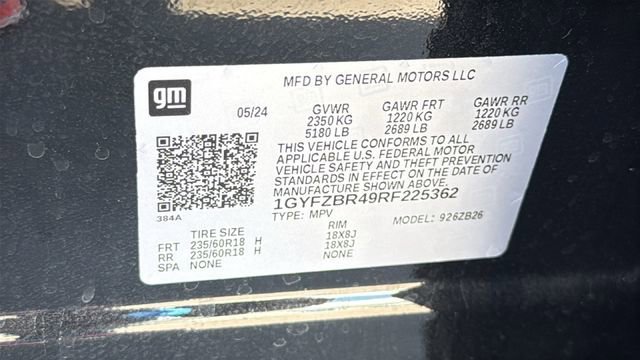 gm
MFD BY GENERAL MOTORS LLC
05/24 GVWR GAWR FRT GAWR RR
2350 KG 1220 KG 1220 KG
5180 LB 2689 LB 2689 LB
THIS VEHICLE CONFORMS TO ALL
APPLICABLE U.S. FEDERAL MOTOR
VEHICLE SAFETY AND THEFT PREVENTION
STANDARDS IN EFFECT ON THE DATE OF
MANUFACTURE SHOWN ABOVE.
1GYFZBR49RF225362
384A
TYPE: MPV MODEL: 926ZB26
TIRE SIZE RIM
FRT 235/60R18 H 18X8J
RR 235/60R18 H 18X8J
SPA NONE NONE